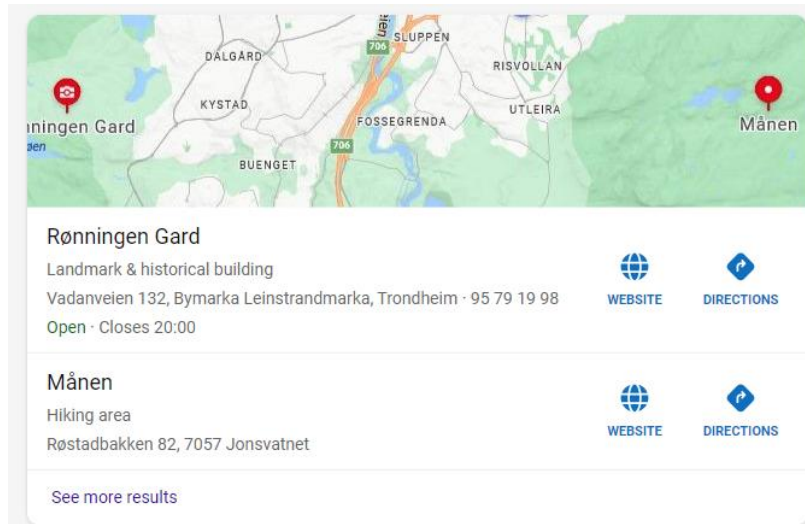 SLUPPEN
706
DALGÅRD
RISVOLLAN
KYSTAD
UTLEIRA
FOSSEGRENDA
nningen Gard
Månen
706
BUENGET
Rønningen Gard
Landmark & historical building
Vadanveien 132, Bymarka Leinstrandmarka, Trondheim · 95 79 19 98
Open · Closes 20:00
WEBSITE
DIRECTIONS
Månen
Hiking area
Røstadbakken 82, 7057 Jonsvatnet
WEBSITE
DIRECTIONS
See more results